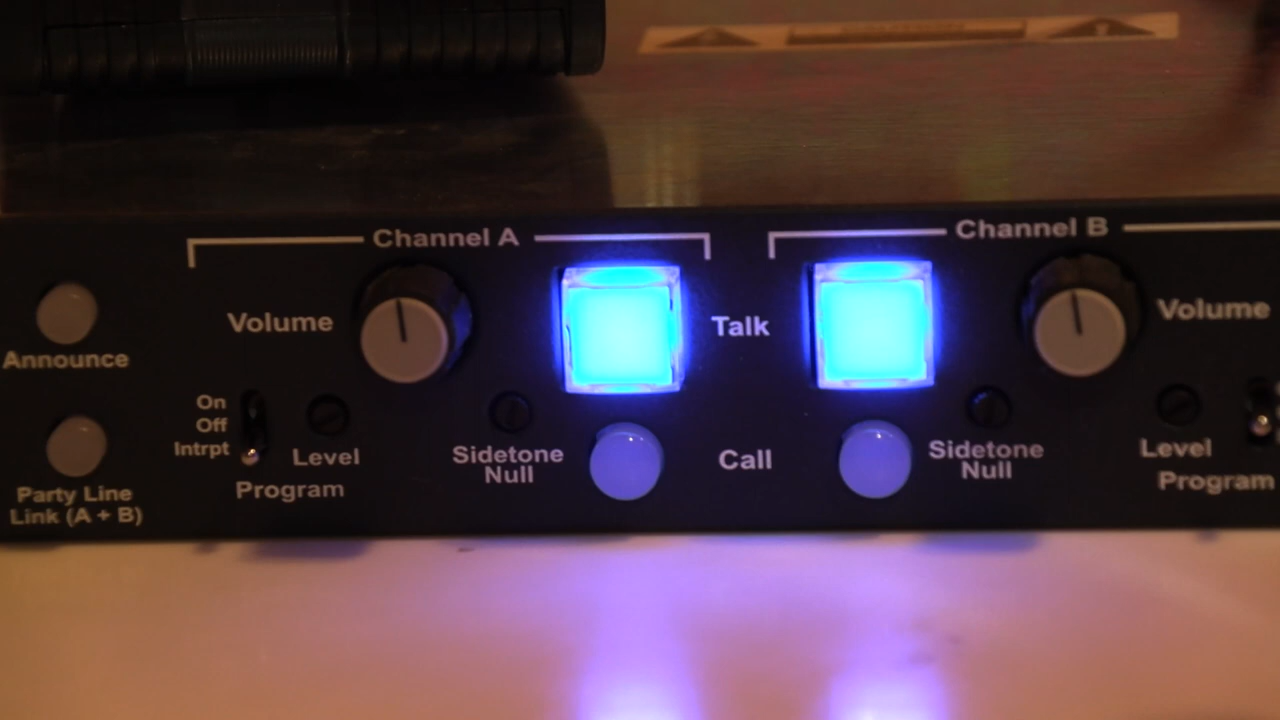 Channel A
Channel B
Volume
Talk
Volume
Announce
On
Off
Intrpt
Level
Program
Sidetone
Null
Call
Sidetone
Null
Level
Program
Party Line
Link (A + B)